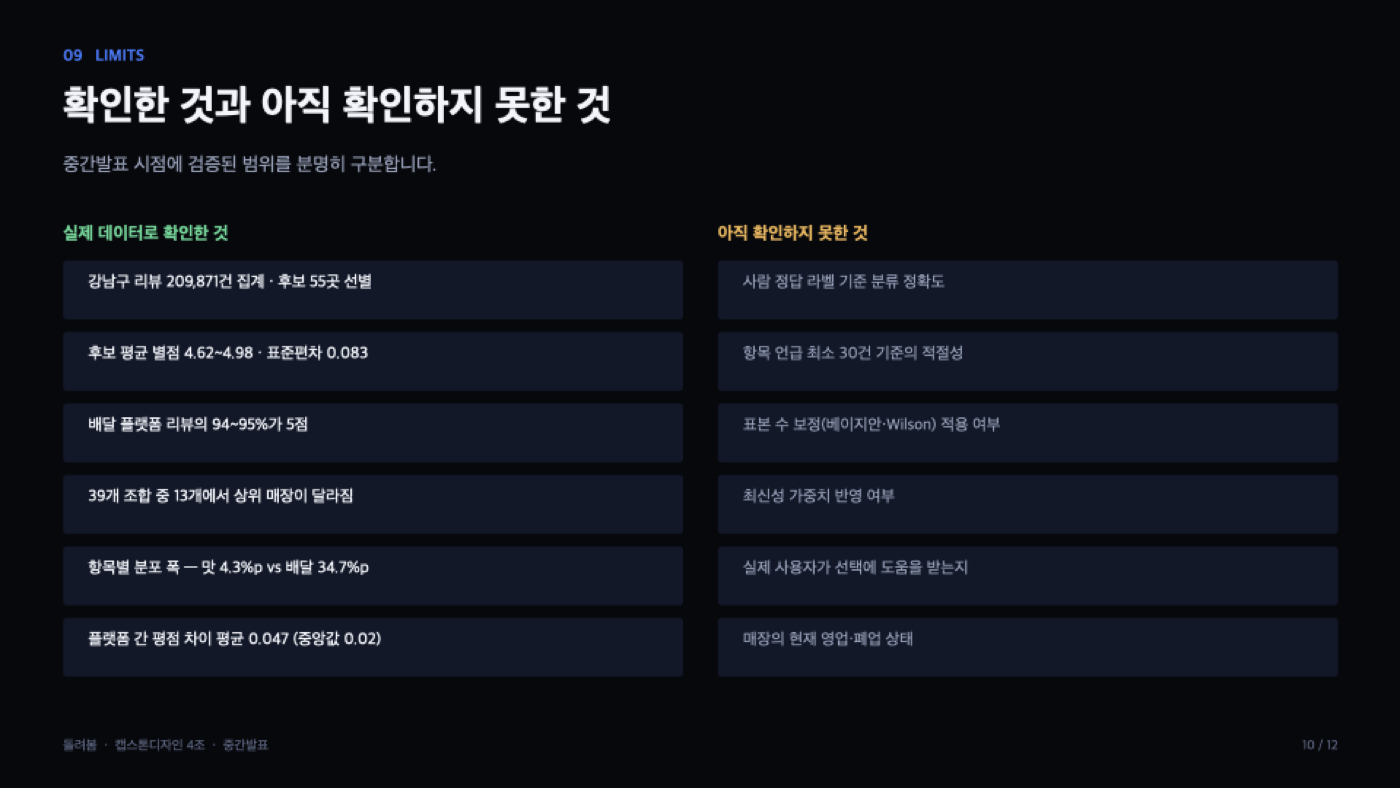 09 LIMITS
확인한 것과 아직 확인하지 못한 것
중간발표 시점에 검증된 범위를 분명히 구분합니다.
실제 데이터로 확인한 것
강남구 리뷰 209,871건 집계 · 후보 55곳 선별
후보 평균 별점 4.62~4.98 · 표준편차 0.083
배달 플랫폼 리뷰의 94~95%가 5점
39개 조합 중 13개에서 상위 매장이 달라짐
항목별 분포 폭 — 맛 4.3%p vs 배달 34.7%p
플랫폼 간 평점 차이 평균 0.047 (중앙값 0.02)
아직 확인하지 못한 것
사람 정답 라벨 기준 분류 정확도
항목 언급 최소 30건 기준의 적절성
표본 수 보정(베이지안·Wilson) 적용 여부
최신성 가중치 반영 여부
실제 사용자가 선택에 도움을 받는지
매장의 현재 영업·폐업 상태
돌려봄 · 캡스톤디자인 4조 · 중간발표
10 / 12